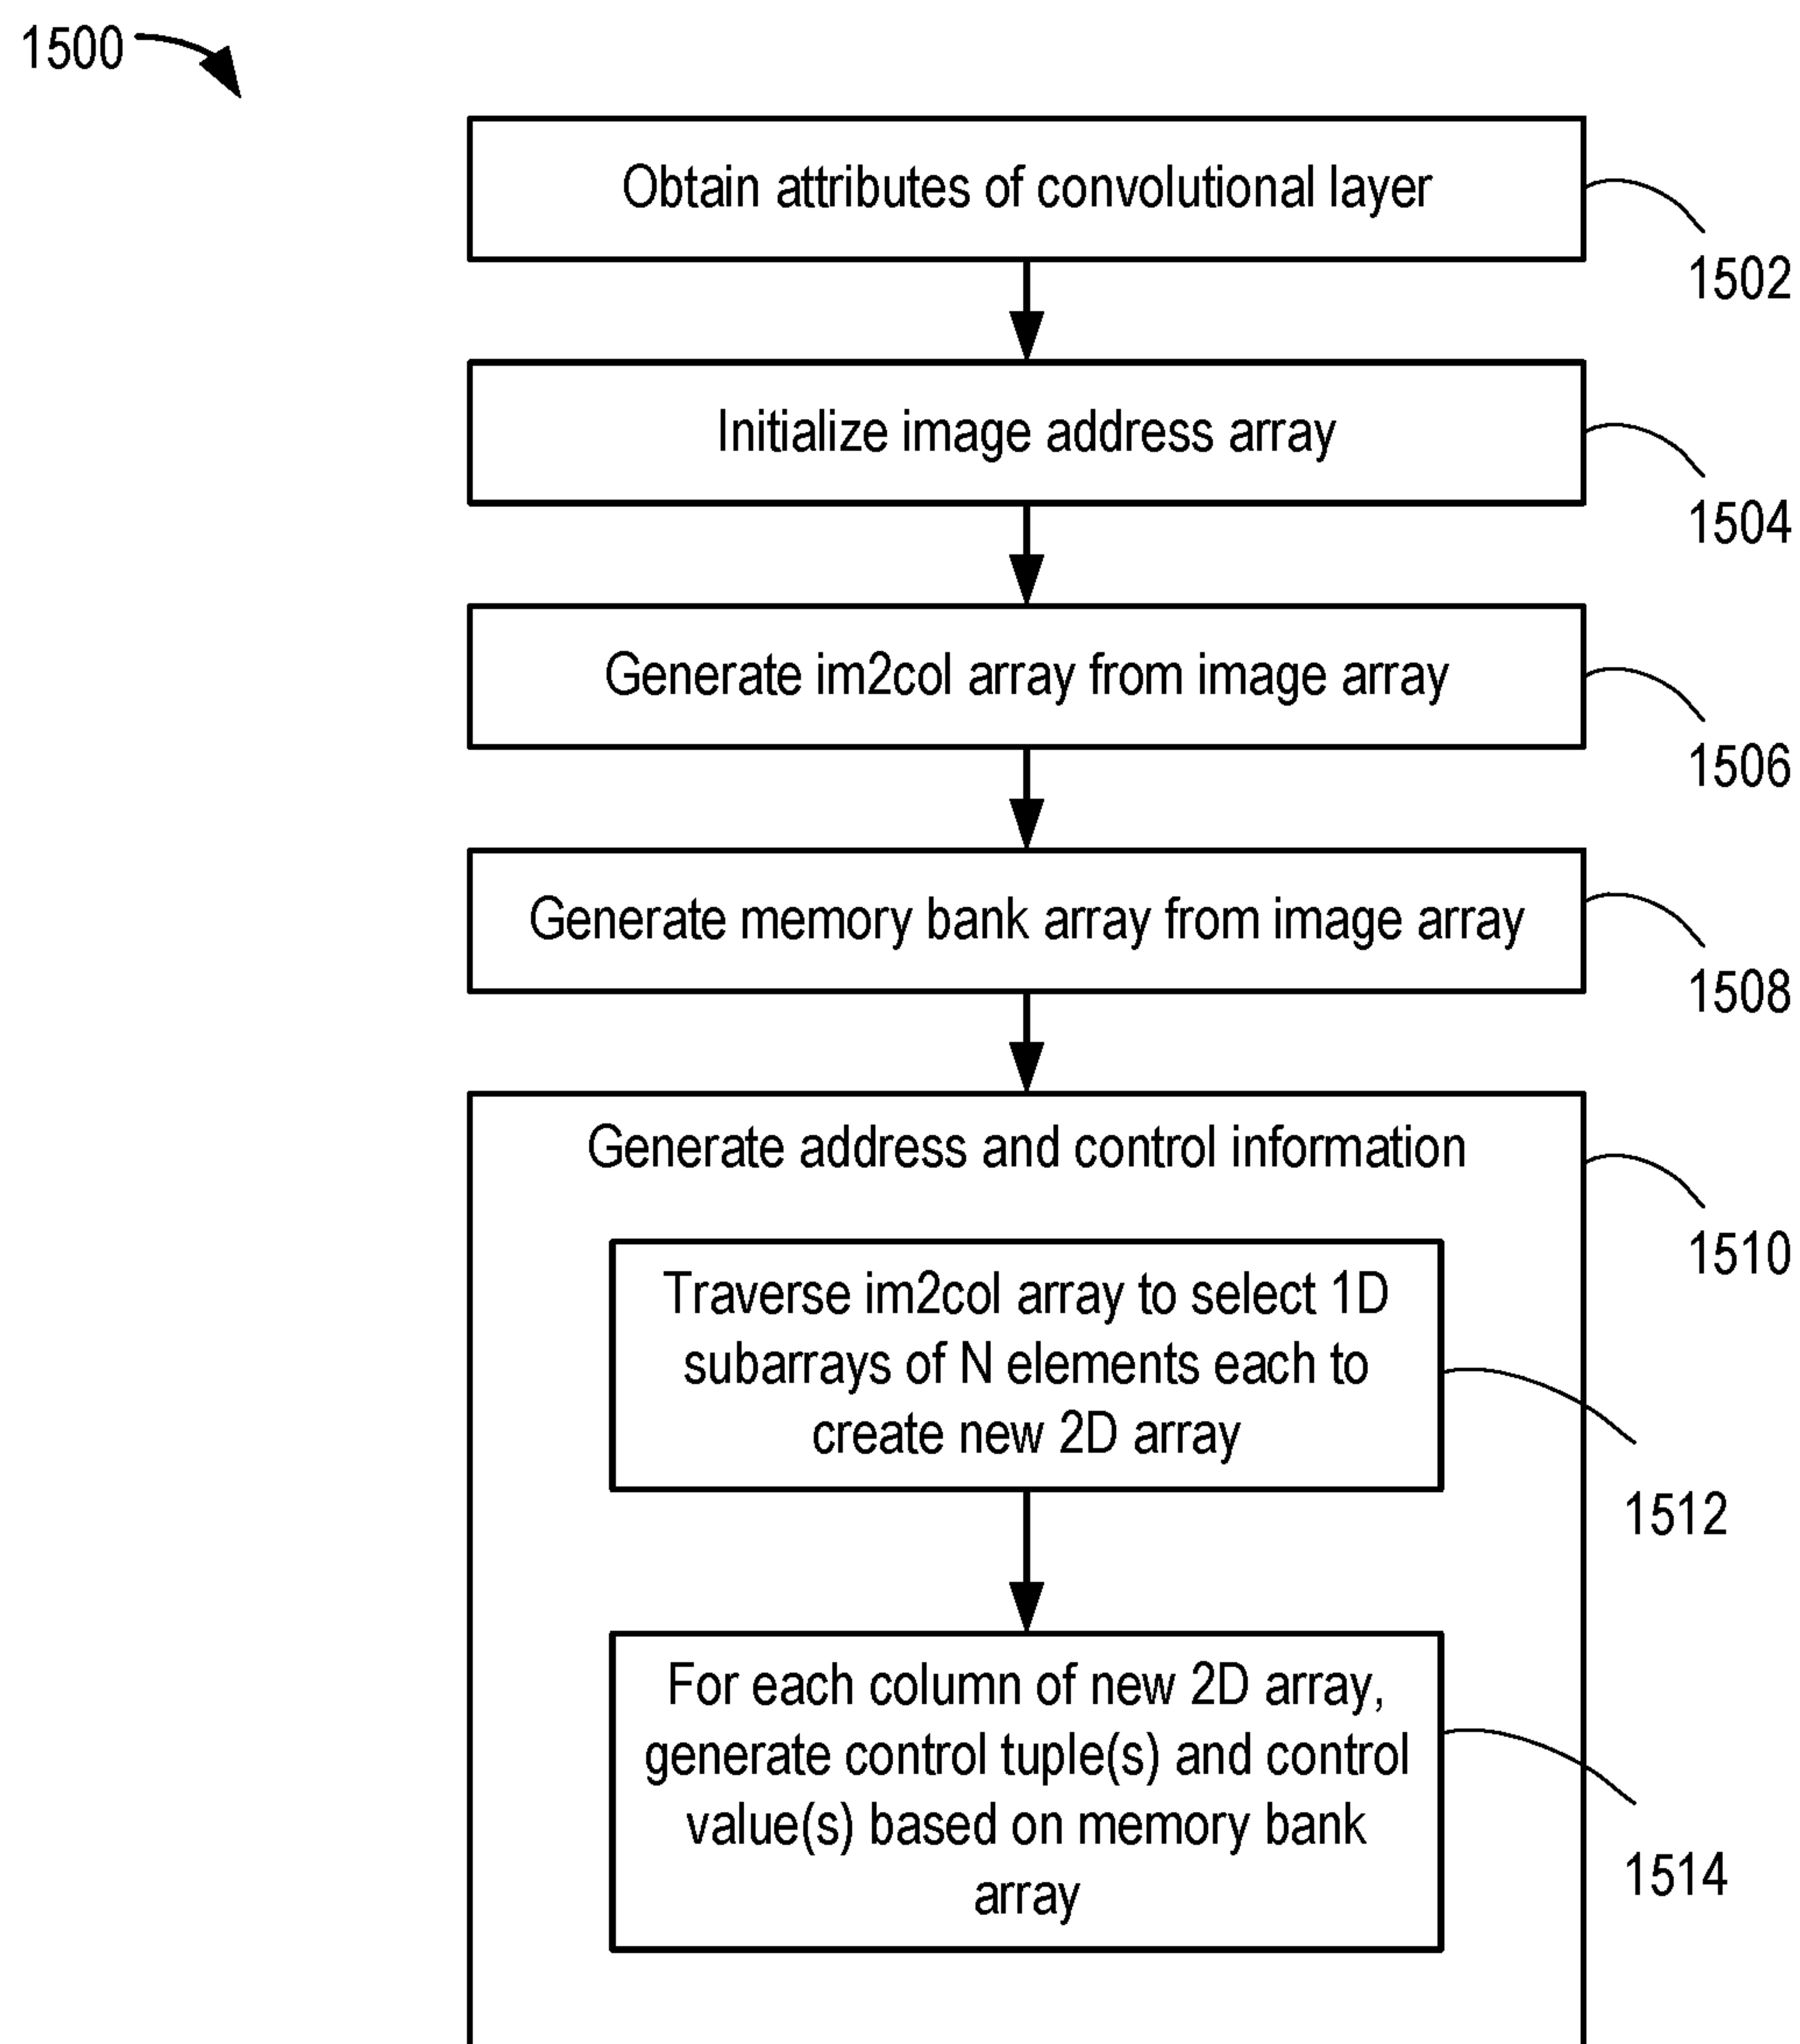 1500
Obtain attributes of convolutional layer
1502
Initialize image address array
1504
Generate im2col array from image array
1506
Generate memory bank array from image array
1508
Generate address and control information
1510
Traverse im2col array to select 1D
subarrays of N elements each to
create new 2D array
1512
For each column of new 2D array,
generate control tuple(s) and control
value(s) based on memory bank
array
1514